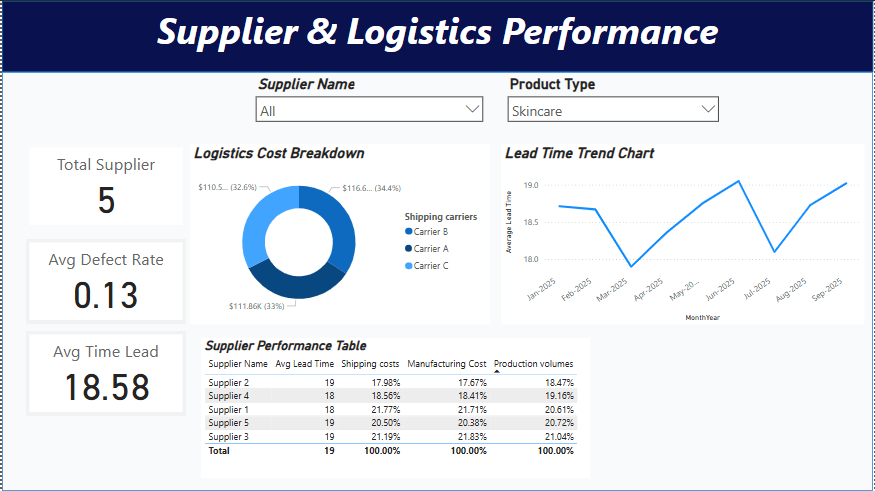 Supplier & Logistics Performance
Supplier Name
All
Product Type
Skincare
Total Supplier
5
Avg Defect Rate
0.13
Avg Time Lead
18.58
Logistics Cost Breakdown
$110.5... (32.6%)
$116.6... (34.4%)
$111.86K (33%)
Shipping carriers
Carrier B
Carrier A
Carrier C
Lead Time Trend Chart
Average Lead Time
19.0
18.5
18.0
Jan-2025
Feb-2025
Mar-2025
Apr-2025
May-20...
Jun-2025
Jul-2025
Aug-2025
Sep-2025
MonthYear
Supplier Performance Table
Supplier Name Avg Lead Time Shipping costs Manufacturing Cost Production volumes
Supplier 2 19 17.98% 17.67% 18.47%
Supplier 4 18 18.56% 18.41% 19.16%
Supplier 1 18 21.77% 21.71% 20.61%
Supplier 5 19 20.50% 20.38% 20.72%
Supplier 3 19 21.19% 21.83% 21.04%
Total 19 100.00% 100.00% 100.00%